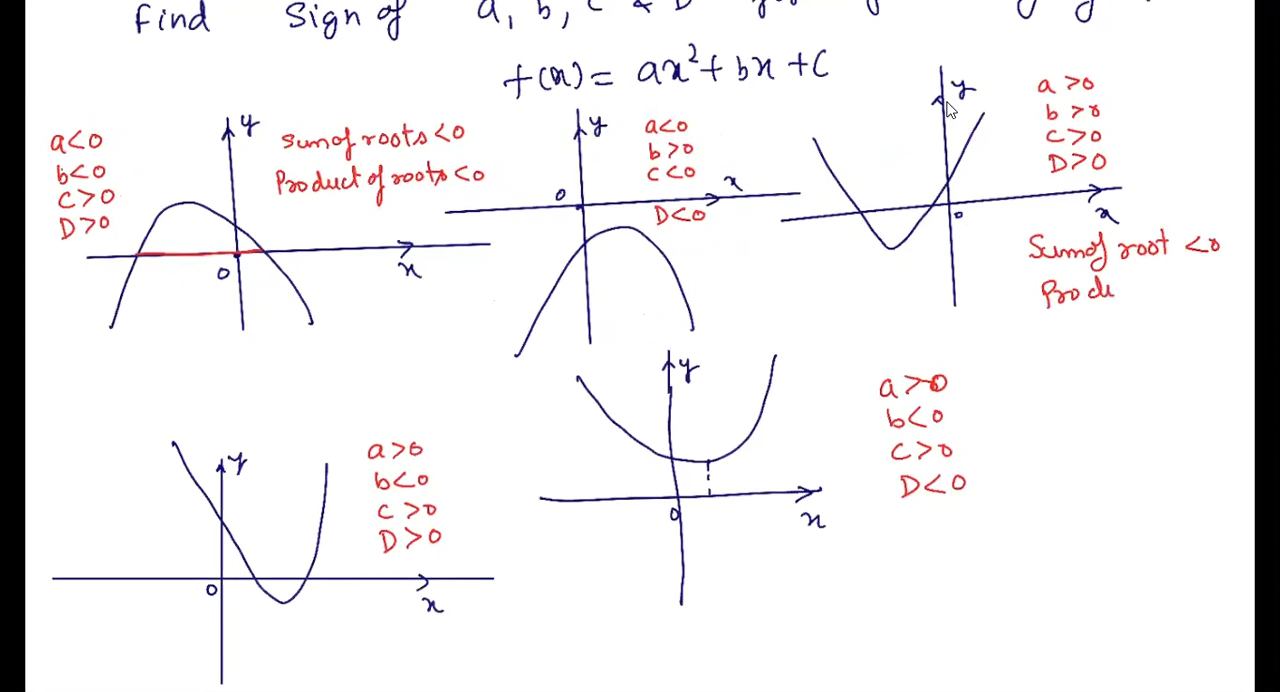 Find Sign of a, b, c & D
f(x) = ax²+ bx + c
a<0
b<0
c>0
D>0
y
Sum of roots <0
Product of roots <0
0
x
y
a<0
b>0
c<0
0
x
D<0
y
a >0
b >0
c>0
D>0
0
x
Sum of root <0
Prodc
y
a>0
b<0
c>0
D>0
0
x
y
a>0
b<0
c>0
D<0
0
x